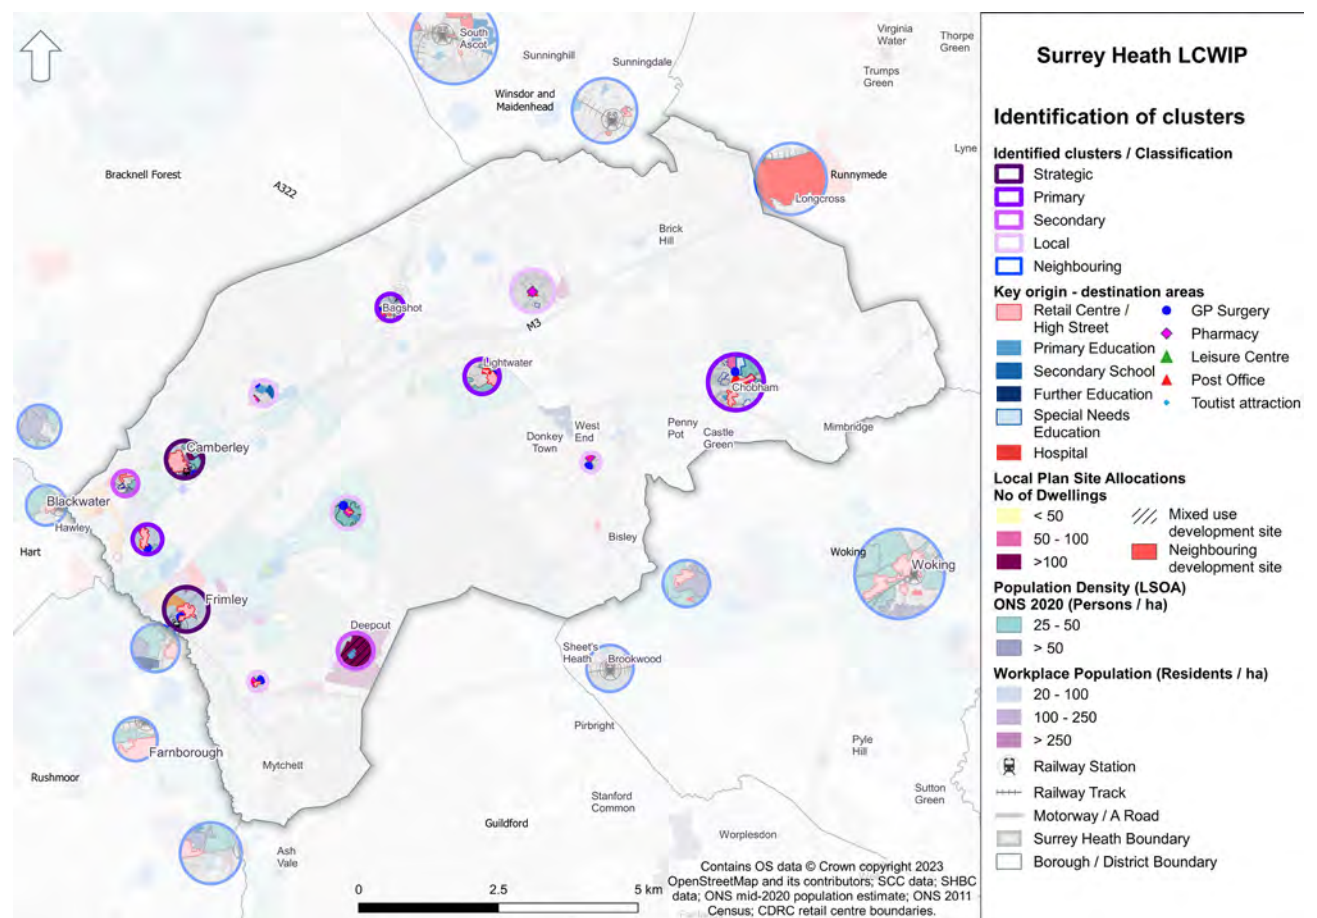 South
Ascot
Sunninghill
Sunningdale
Virginia
Water
Thorpe
Green
Trumps
Green
Winsdor and
Maidenhead
Lyne
Bracknell Forest
A322
Runnymede
Longcross
Brick
Hill
Bagshot
M3
Lightwater
Chobham
Penny
Pot
Castle
Green
Mimbridge
West
End
Donkey
Town
Camberley
Blackwater
Hawley
Hart
Bisley
Woking
Woking
Frimley
Deepcut
Sheet's
Heath
Brookwood
Pirbright
Farnborough
Mytchett
Rushmoor
Pyle
Hill
Sutton
Green
Stanford
Common
Guildford
Worplesdon
Ash
Vale
0
2.5
5 km
Contains OS data © Crown copyright 2023
OpenStreetMap and its contributors; SCC data; SHBC
data; ONS mid-2020 population estimate; ONS 2011
Census; CDRC retail centre boundaries.
Surrey Heath LCWIP
Identification of clusters
Identified clusters / Classification
Strategic
Primary
Secondary
Local
Neighbouring
Key origin - destination areas
Retail Centre /
High Street
Primary Education
Secondary School
Further Education
Special Needs
Education
Hospital
GP Surgery
Pharmacy
Leisure Centre
Post Office
Toutist attraction
Local Plan Site Allocations
No of Dwellings
< 50
50 - 100
>100
Mixed use
development site
Neighbouring
development site
Population Density (LSOA)
ONS 2020 (Persons / ha)
25 - 50
> 50
Workplace Population (Residents / ha)
20 - 100
100 - 250
> 250
Railway Station
Railway Track
Motorway / A Road
Surrey Heath Boundary
Borough / District Boundary